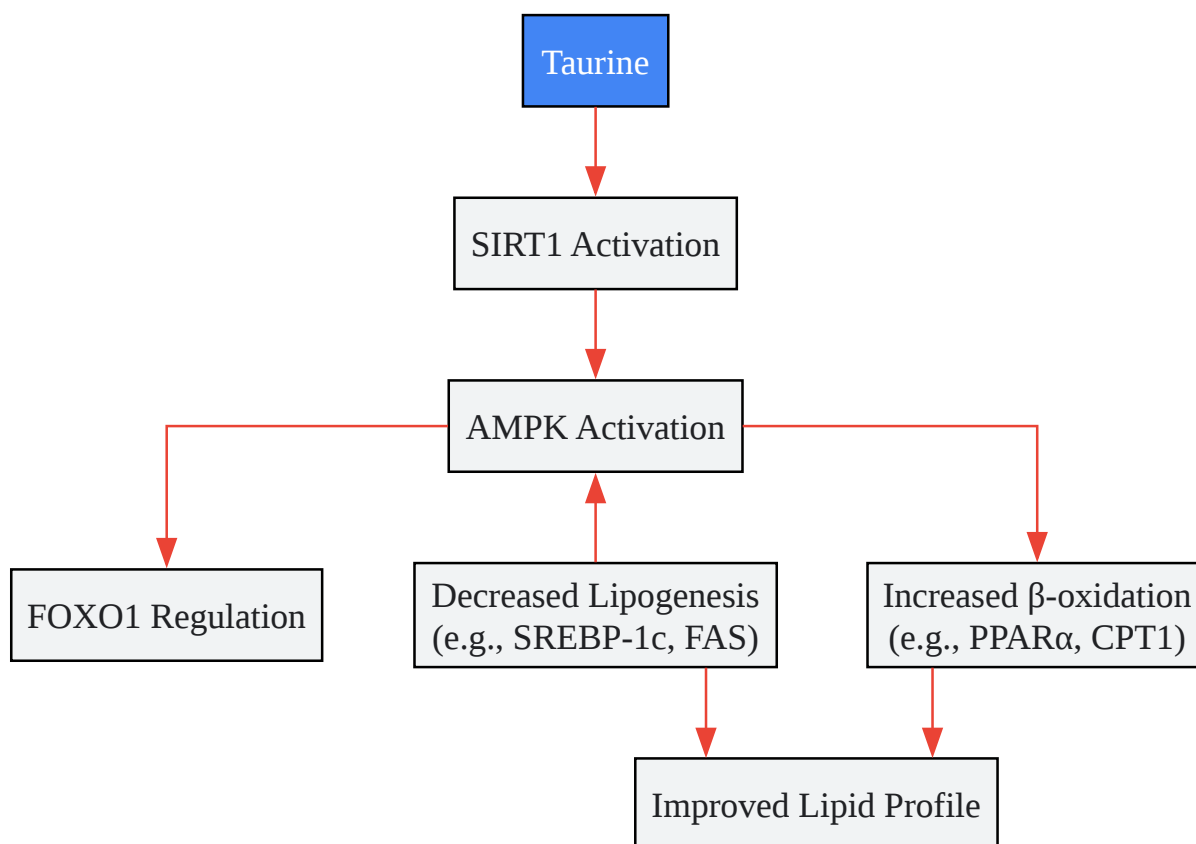 Taurine
SIRT1 Activation
AMPK Activation
FOXO1 Regulation
Decreased Lipogenesis
(e.g., SREBP-1c, FAS)
Increased β-oxidation
(e.g., PPARα, CPT1)
Improved Lipid Profile